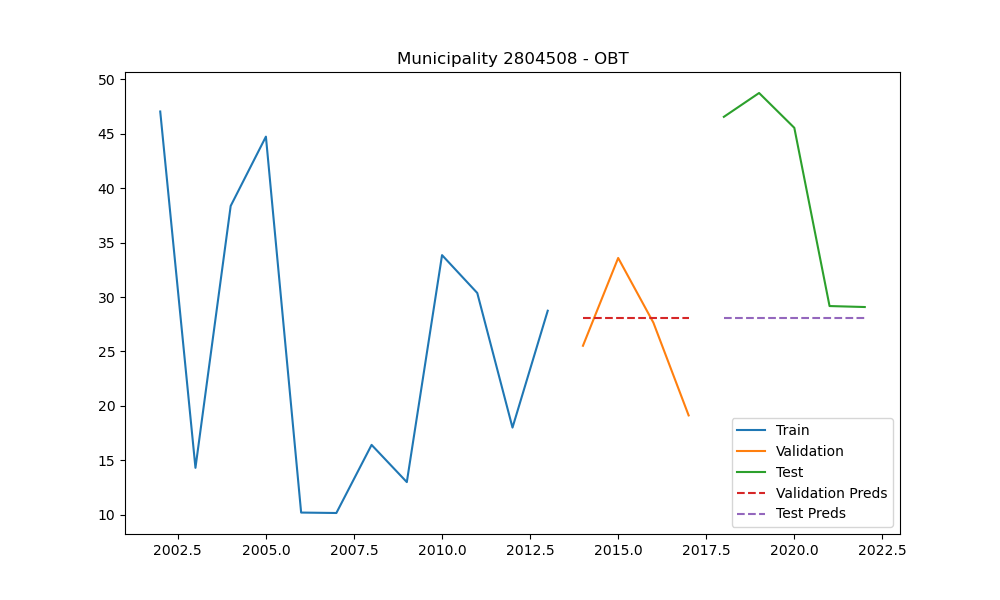 Municipality 2804508 - OBT
50
45
40
35
30
25
20
15
10
2002.5 2005.0 2007.5 2010.0 2012.5 2015.0 2017.5 2020.0 2022.5
Train
Validation
Test
Validation Preds
Test Preds